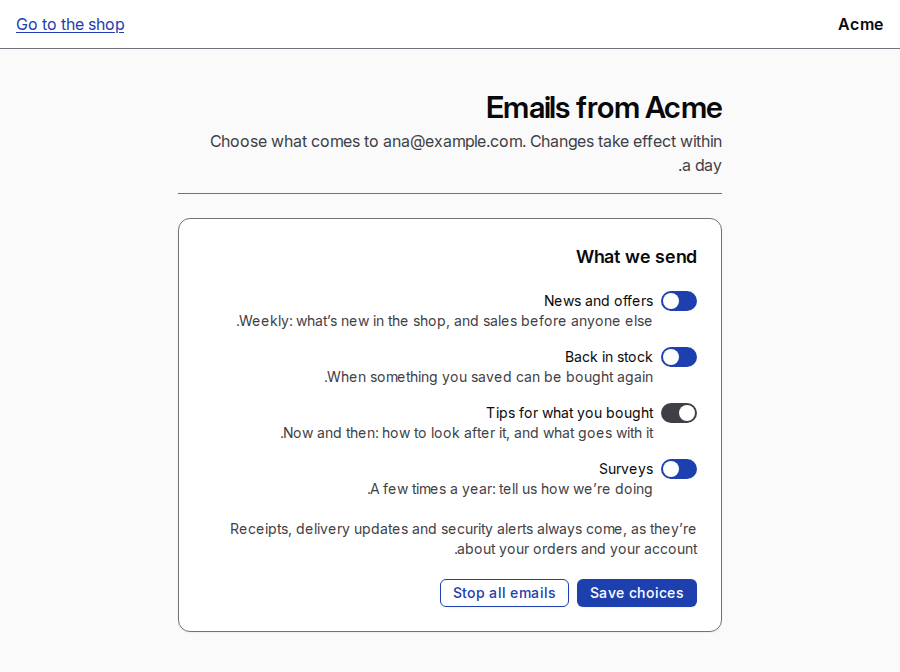 Acme
Go to the shop
Emails from Acme
Choose what comes to ana@example.com. Changes take effect within
a day.
What we send
News and offers
Weekly: what’s new in the shop, and sales before anyone else.
Back in stock
When something you saved can be bought again.
Tips for what you bought
Now and then: how to look after it, and what goes with it.
Surveys
A few times a year: tell us how we’re doing.
Receipts, delivery updates and security alerts always come, as they’re
about your orders and your account.
Save choices
Stop all emails